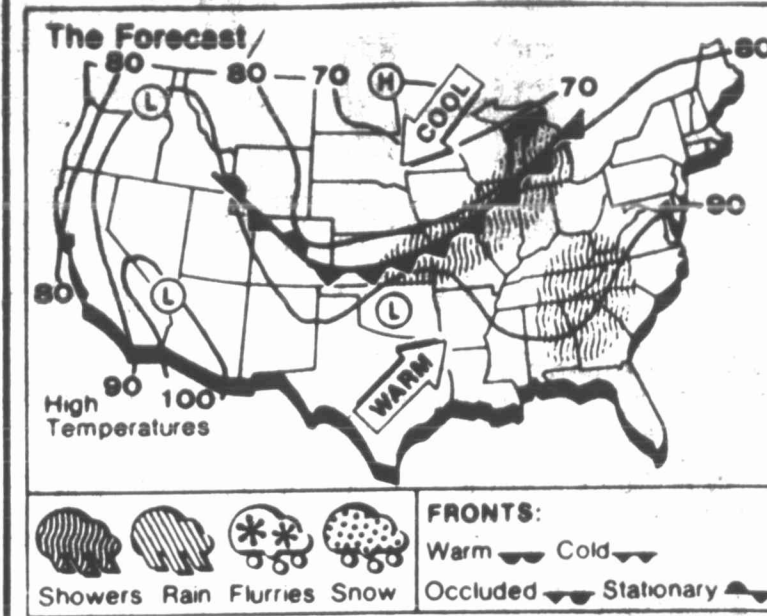 The Forecast
80
80
70
H
COOL
70
80
L
90
80
L
L
WARM
90
100
High
Temperatures
Showers Rain Flurries Snow
FRONTS:
Warm Cold
Occluded Stationary